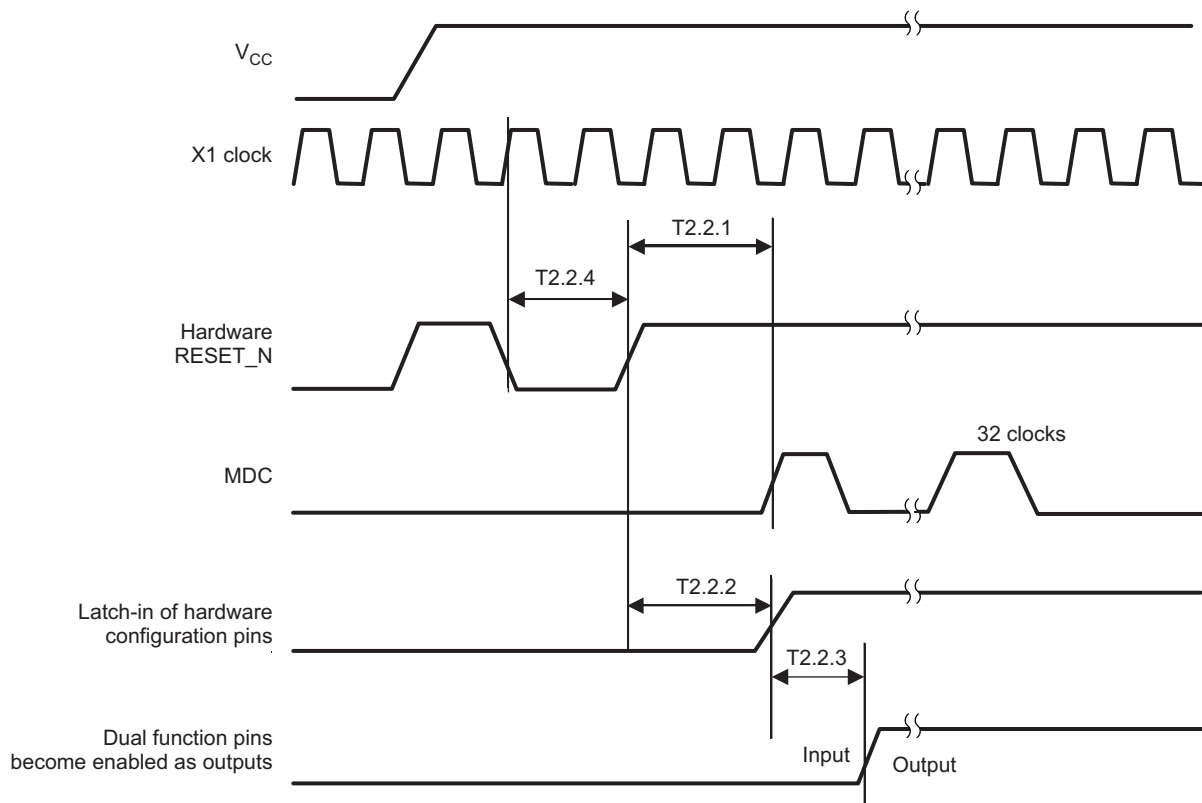 V_CC
X1 clock
T2.2.1
T2.2.4
Hardware
RESET_N
32 clocks
MDC
T2.2.2
Latch-in of hardware
configuration pins
T2.2.3
Dual function pins
become enabled as outputs
Input
Output